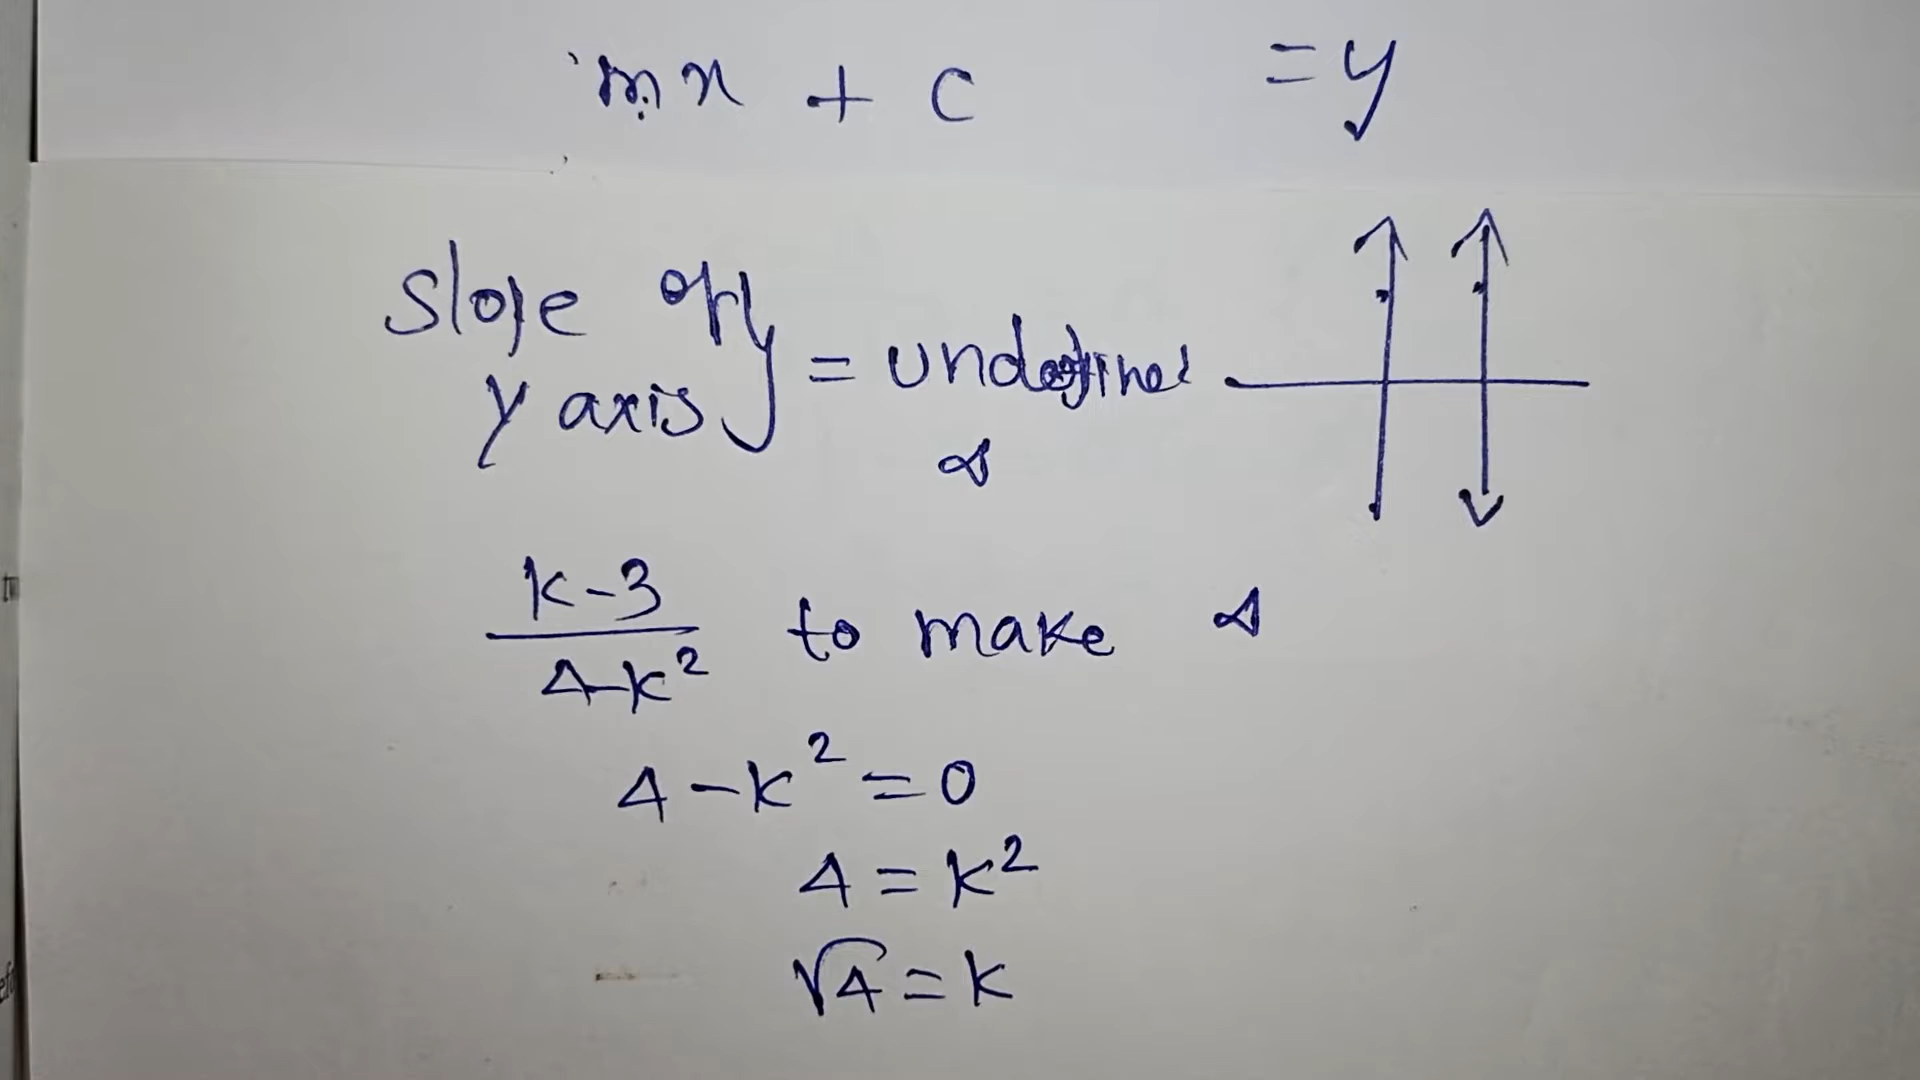 mx + c = y
slope of
y axis = undefined
α
k-3
4-k² to make α
4-k² = 0
4 = k²
√4 = k